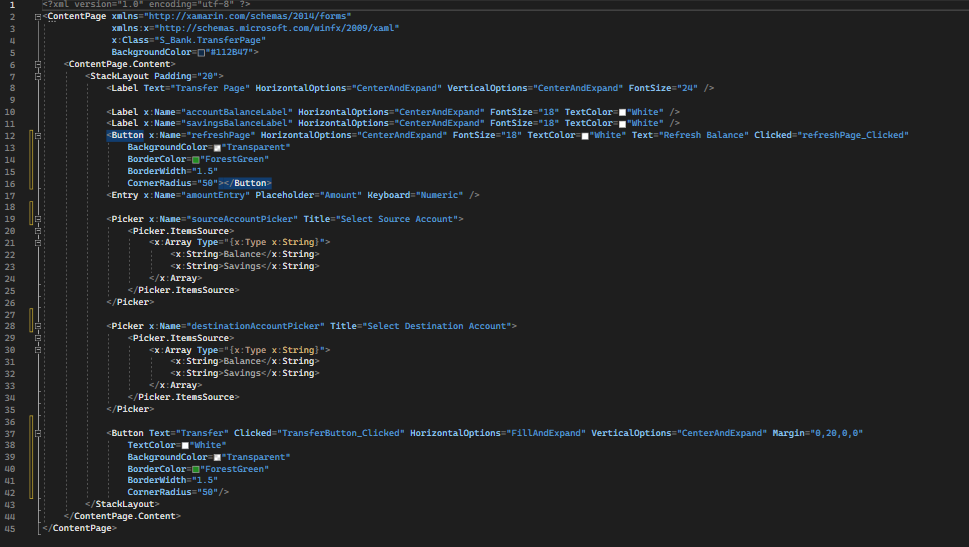 1 <?xml version="1.0" encoding="utf-8" ?>
2 <ContentPage xmlns="http://xamarin.com/schemas/2014/forms"
3 xmlns:x="http://schemas.microsoft.com/winfx/2009/xaml"
4 x:Class="S_Bank.TransferPage"
5 BackgroundColor="#112B47">
6 <ContentPage.Content>
7 <StackLayout Padding="20">
8 <Label Text="Transfer Page" HorizontalOptions="CenterAndExpand" VerticalOptions="CenterAndExpand" FontSize="24" />
9
10 <Label x:Name="accountBalanceLabel" HorizontalOptions="CenterAndExpand" FontSize="18" TextColor="White" />
11 <Label x:Name="savingsBalanceLabel" HorizontalOptions="CenterAndExpand" FontSize="18" TextColor="White" />
12 <Button x:Name="refreshPage" HorizontalOptions="CenterAndExpand" FontSize="18" TextColor="White" Text="Refresh Balance" Clicked="refreshPage_Clicked"
13 BackgroundColor="Transparent"
14 BorderColor="ForestGreen"
15 BorderWidth="1.5"
16 CornerRadius="50"></Button>
17 <Entry x:Name="amountEntry" Placeholder="Amount" Keyboard="Numeric" />
18
19 <Picker x:Name="sourceAccountPicker" Title="Select Source Account">
20 <Picker.ItemsSource>
21 <x:Array Type="{x:Type x:String}">
22 <x:String>Balance</x:String>
23 <x:String>Savings</x:String>
24 </x:Array>
25 </Picker.ItemsSource>
26 </Picker>
27
28 <Picker x:Name="destinationAccountPicker" Title="Select Destination Account">
29 <Picker.ItemsSource>
30 <x:Array Type="{x:Type x:String}">
31 <x:String>Balance</x:String>
32 <x:String>Savings</x:String>
33 </x:Array>
34 </Picker.ItemsSource>
35 </Picker>
36
37 <Button Text="Transfer" Clicked="TransferButton_Clicked" HorizontalOptions="FillAndExpand" VerticalOptions="CenterAndExpand" Margin="0,20,0,0"
38 TextColor="White"
39 BackgroundColor="Transparent"
40 BorderColor="ForestGreen"
41 BorderWidth="1.5"
42 CornerRadius="50"/>
43 </StackLayout>
44 </ContentPage.Content>
45 </ContentPage>